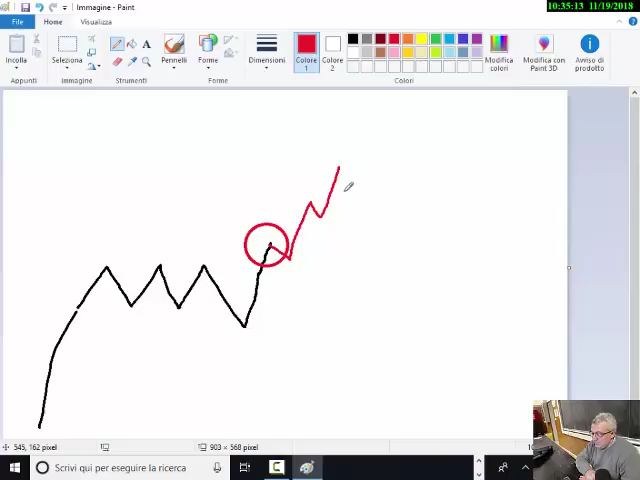 Immagine - Paint
10:35:13 11/19/2018
File
Home
Visualizza
Incolla
Seleziona
Pennelli
Forme
Dimensioni
Colore
1
Colore
2
Modifica
colori
Modifica con
Paint 3D
Avviso di
prodotto
Appunti
Immagine
Strumenti
Forme
Colori
545, 162 pixel
903 × 568 pixel
Scrivi qui per eseguire la ricerca